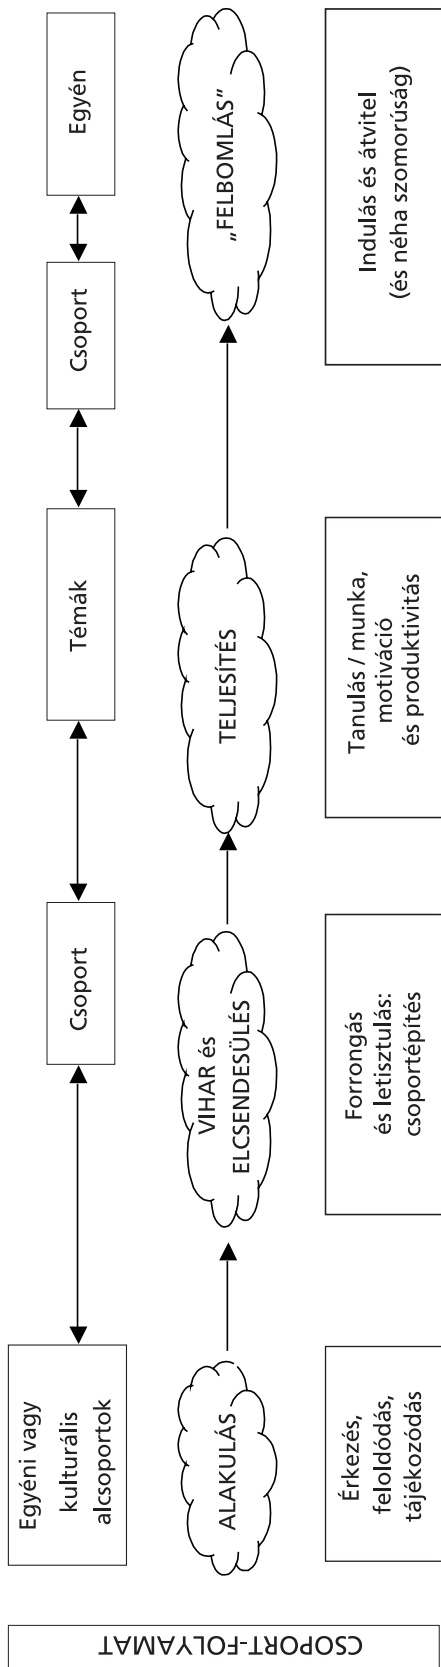 CSOPORT-FOLYAMAT
Egyéni vagy
kulturális
alcsoportok
Csoport
Témák
Csoport
Egyén
ALAKULÁS
VIHAR és
ELCSENDESÜLÉS
TELJESÍTÉS
„FELBOMLÁS”
Érkezés,
feloldódás,
tájékozódás
Forrongás
és letisztulás:
csoportépítés
Tanulás / munka,
motiváció
és produktivitás
Indulás és átvitel
(és néha szomorúság)